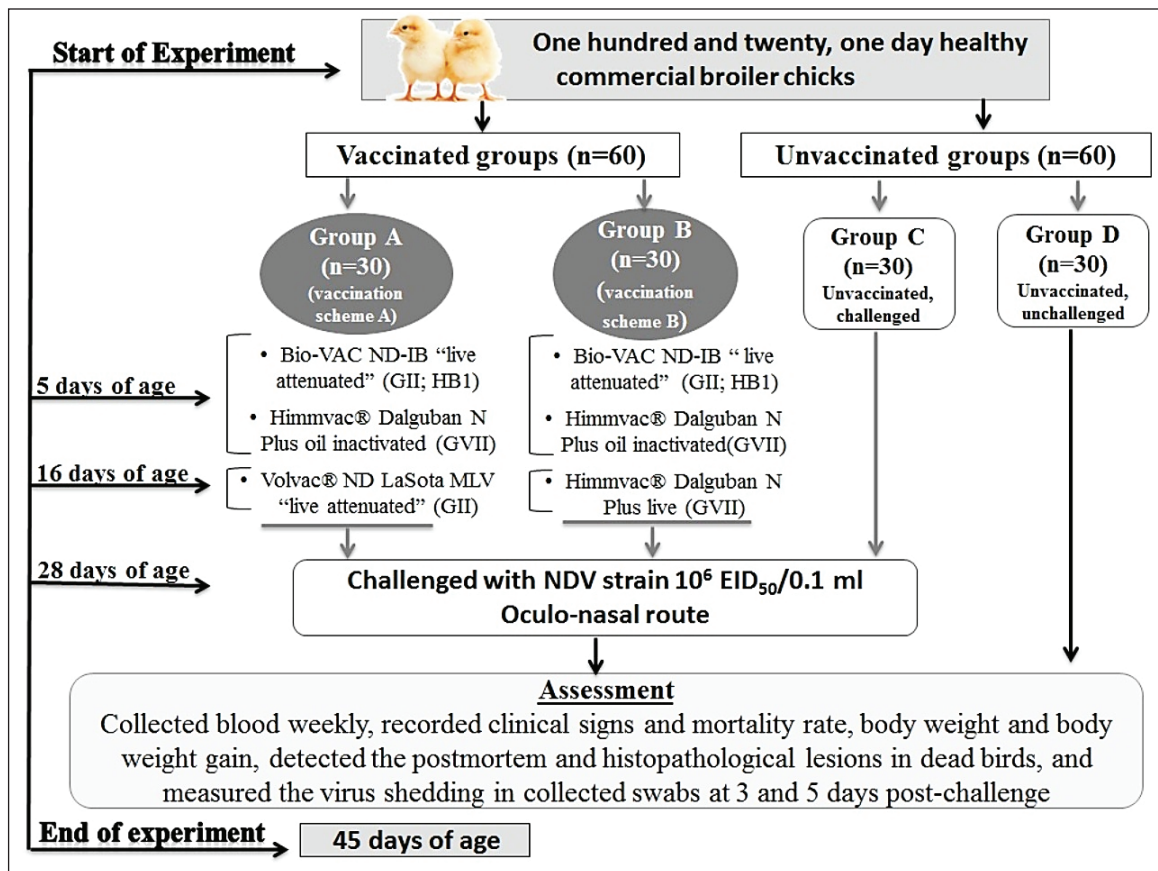 Start of Experiment
One hundred and twenty, one day healthy
commercial broiler chicks
Vaccinated groups (n=60)
Unvaccinated groups (n=60)
Group A
(n=30)
(vaccination
scheme A)
Group B
(n=30)
(vaccination
scheme B)
Group C
(n=30)
Unvaccinated,
challenged
Group D
(n=30)
Unvaccinated,
unchallenged
5 days of age
• Bio-VAC ND-IB “live
attenuated” (GII; HB1)
• Himmvac® Dalguban N
Plus oil inactivated (GVII)
• Bio-VAC ND-IB “ live
attenuated” (GII; HB1)
• Himmvac® Dalguban N
Plus oil inactivated(GVII)
16 days of age
• Volvac® ND LaSota MLV
“live attenuated” (GII)
• Himmvac® Dalguban N
Plus live (GVII)
28 days of age
Challenged with NDV strain 10⁶ EID₅₀/0.1 ml
Oculo-nasal route
Assessment
Collected blood weekly, recorded clinical signs and mortality rate, body weight and body
weight gain, detected the postmortem and histopathological lesions in dead birds, and
measured the virus shedding in collected swabs at 3 and 5 days post-challenge
End of experiment
45 days of age